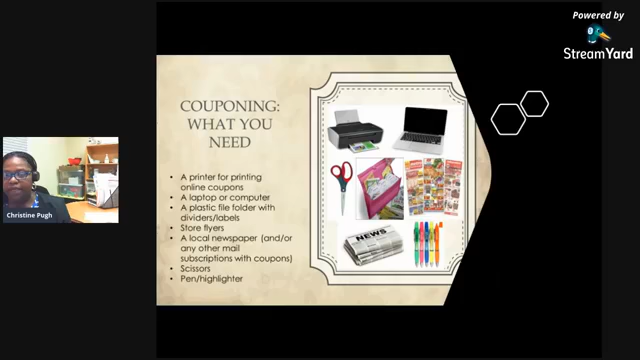 Powered by
StreamYard
COUPONING:
WHAT YOU
NEED
• A printer for printing
online coupons
• A laptop or computer
• A plastic file folder with
dividers/labels
• Store flyers
• A local newspaper (and/or
any other mail
subscriptions with coupons)
• Scissors
• Pen/highlighter
NEWS
Christine Pugh